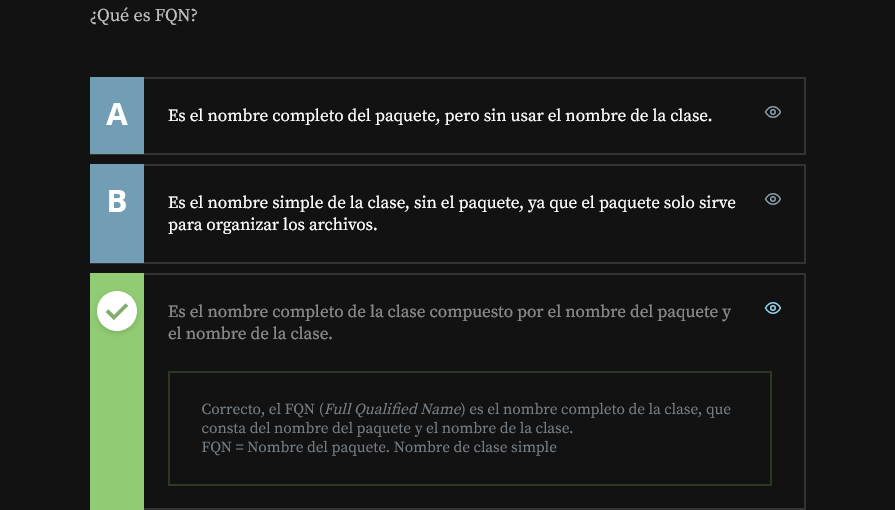 ¿Qué es FQN?
A
Es el nombre completo del paquete, pero sin usar el nombre de la clase.
B
Es el nombre simple de la clase, sin el paquete, ya que el paquete solo sirve
para organizar los archivos.
Es el nombre completo de la clase compuesto por el nombre del paquete y
el nombre de la clase.
Correcto, el FQN (Full Qualified Name) es el nombre completo de la clase, que
consta del nombre del paquete y el nombre de la clase.
FQN = Nombre del paquete. Nombre de clase simple